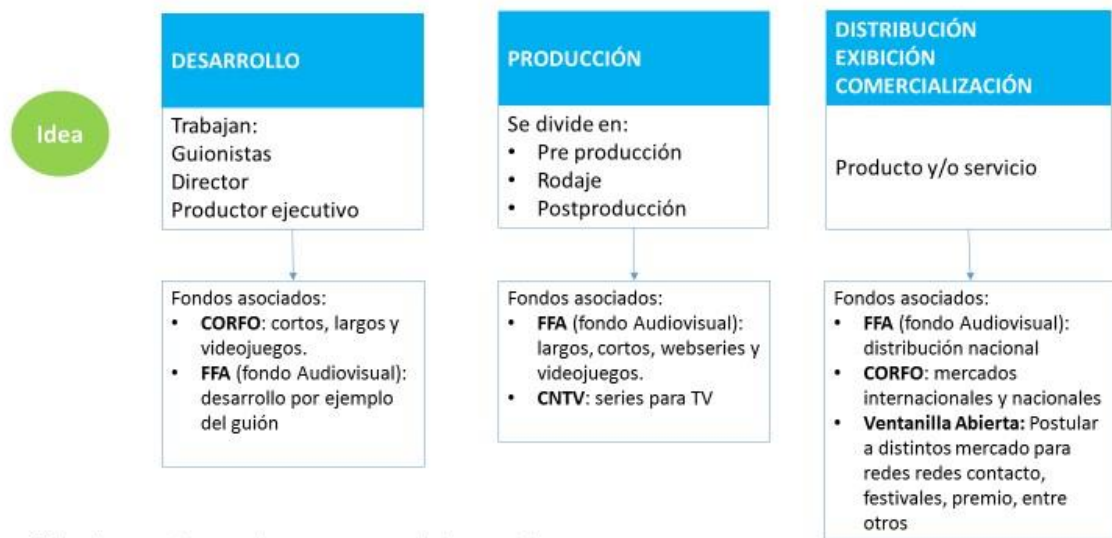 Idea
DESARROLLO
Trabajan:
Guionistas
Director
Productor ejecutivo
Fondos asociados:
• CORFO: cortos, largos y
videojuegos.
• FFA (fondo Audiovisual):
desarrollo por ejemplo
del guión
PRODUCCIÓN
Se divide en:
• Pre producción
• Rodaje
• Postproducción
Fondos asociados:
• FFA (fondo Audiovisual):
largos, cortos, webseries y
videojuegos.
• CNTV: series para TV
DISTRIBUCIÓN
EXIBICIÓN
COMERCIALIZACIÓN
Producto y/o servicio
Fondos asociados:
• FFA (fondo Audiovisual):
distribución nacional
• CORFO: mercados
internacionales y nacionales
• Ventanilla Abierta: Postular
a distintos mercado para
redes redes contacto,
festivales, premio, entre
otros